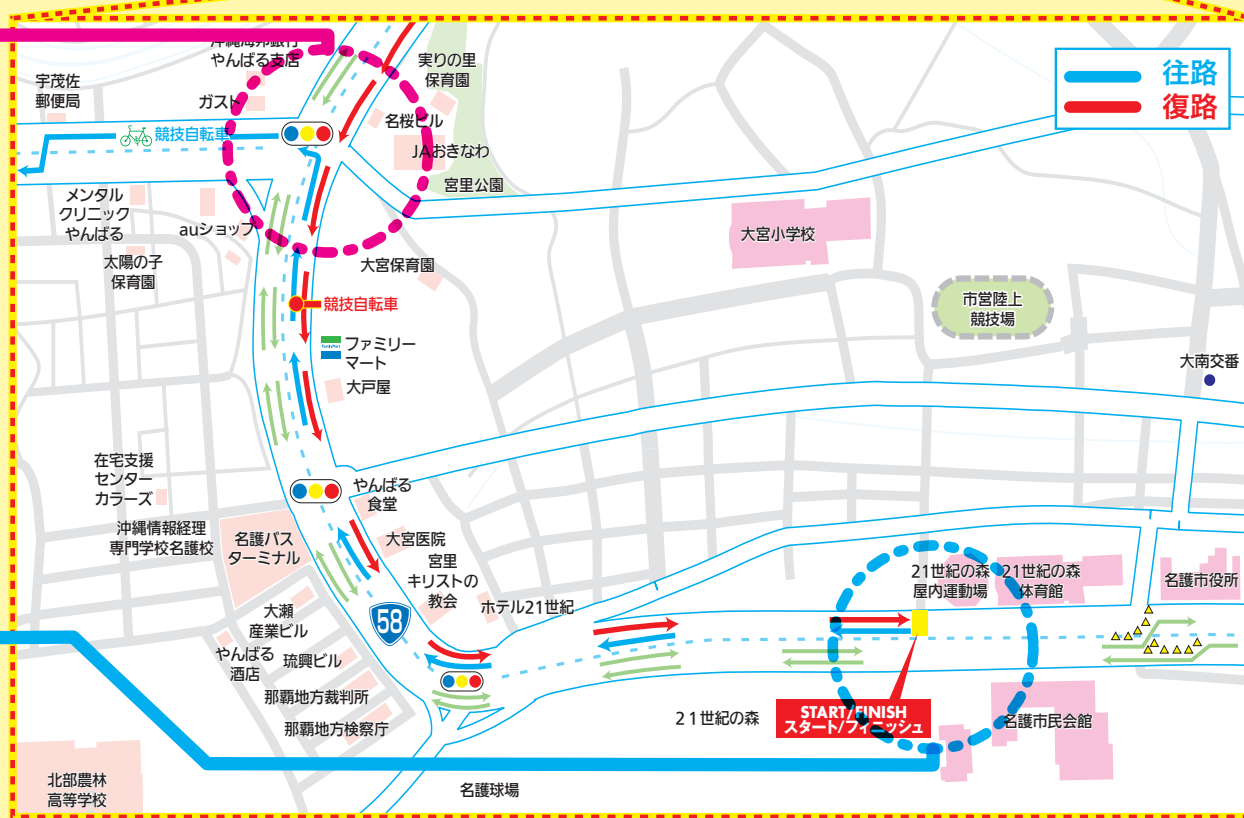 沖縄海邦銀行
やんばる支店
宇茂佐
郵便局
ガスト
実りの里
保育園
往路
復路
競技自転車
名桜ビル
JAおきなわ
宮里公園
メンタル
クリニック
やんばる
auショップ
大宮小学校
太陽の子
保育園
大宮保育園
競技自転車
市営陸上
競技場
ファミリー
マート
FamilyMart
大南交番
大戸屋
在宅支援
センター
カラーズ
やんばる
食堂
沖縄情報経理
専門学校名護校
名護バス
ターミナル
大宮医院
宮里
キリストの
教会
ホテル21世紀
21世紀の森
屋内運動場
21世紀の森
体育館
名護市役所
58
大瀬
産業ビル
やんばる
酒店
琉興ビル
那覇地方裁判所
那覇地方検察庁
21世紀の森
START/FINISH
スタート/フィニッシュ
名護市民会館
北部農林
高等学校
名護球場